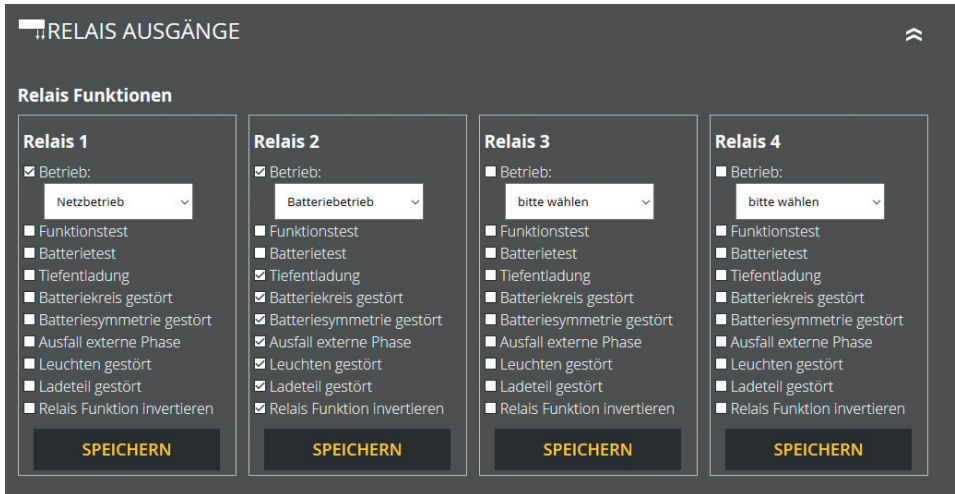 RELAIS AUSGÄNGE
Relais Funktionen
Relais 1
Betrieb:
Netzbetrieb
Funktionstest
Batterietest
Tiefentladung
Batteriekreis gestört
Batteriesymmetrie gestört
Ausfall externe Phase
Leuchten gestört
Ladeteil gestört
Relais Funktion invertieren
SPEICHERN
Relais 2
Betrieb:
Batteriebetrieb
Funktionstest
Batterietest
Tiefentladung
Batteriekreis gestört
Batteriesymmetrie gestört
Ausfall externe Phase
Leuchten gestört
Ladeteil gestört
Relais Funktion invertieren
SPEICHERN
Relais 3
Betrieb:
bitte wählen
Funktionstest
Batterietest
Tiefentladung
Batteriekreis gestört
Batteriesymmetrie gestört
Ausfall externe Phase
Leuchten gestört
Ladeteil gestört
Relais Funktion invertieren
SPEICHERN
Relais 4
Betrieb:
bitte wählen
Funktionstest
Batterietest
Tiefentladung
Batteriekreis gestört
Batteriesymmetrie gestört
Ausfall externe Phase
Leuchten gestört
Ladeteil gestört
Relais Funktion invertieren
SPEICHERN